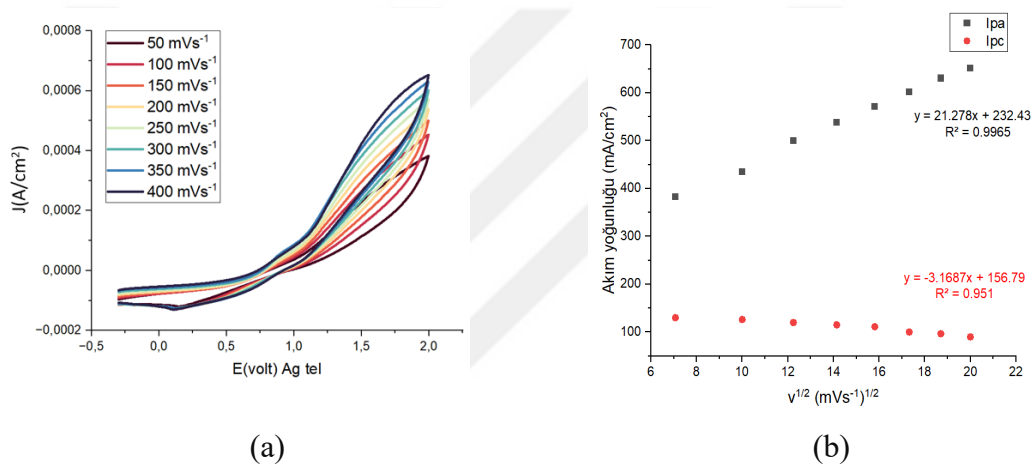 0,0008
0,0006
0,0004
0,0002
0,0000
−0,0002
J(A/cm²)
50 mVs⁻¹
100 mVs⁻¹
150 mVs⁻¹
200 mVs⁻¹
250 mVs⁻¹
300 mVs⁻¹
350 mVs⁻¹
400 mVs⁻¹
−0,5 0,0 0,5 1,0 1,5 2,0
E(volt) Ag tel
(a)
Ipa
Ipc
700
600
500
400
300
200
100
Akım yoğunluğu (mA/cm²)
y = 21.278x + 232.43
R² = 0.9965
y = -3.1687x + 156.79
R² = 0.951
6 8 10 12 14 16 18 20 22
v¹/² (mVs⁻¹)¹/²
(b)